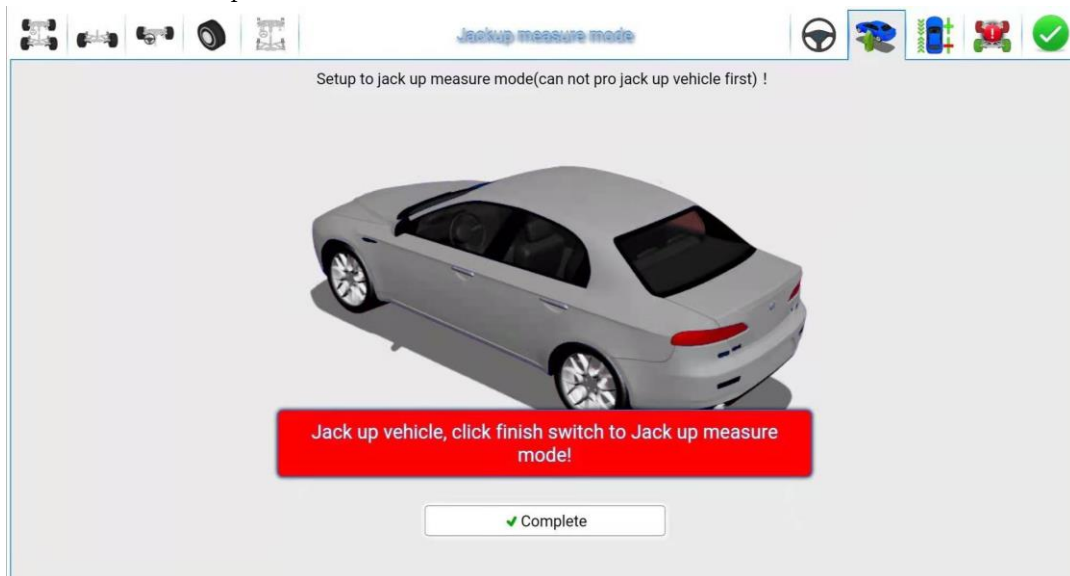 Jackup measure mode
Setup to jack up measure mode(can not pro jack up vehicle first) !
Jack up vehicle, click finish switch to Jack up measure
mode!
Complete